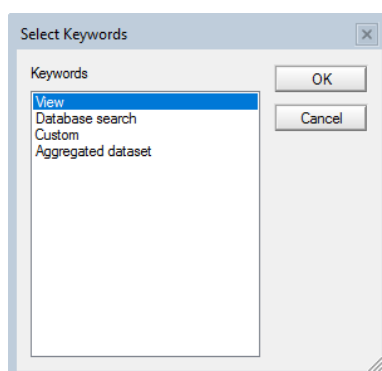 Select Keywords
Keywords
OK
View
Database search
Cancel
Custom
Aggregated dataset